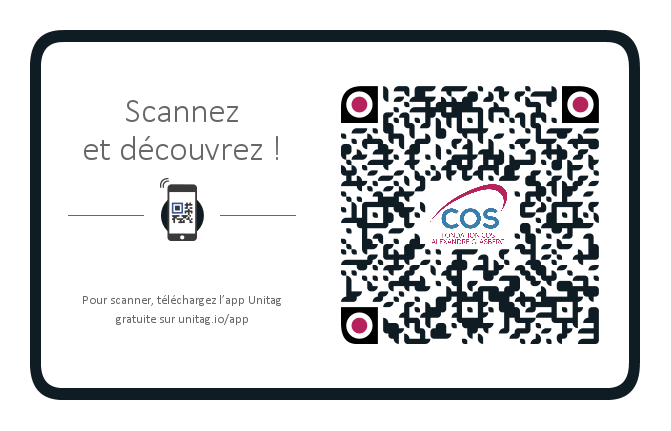 Scannez
et découvrez !
Pour scanner, téléchargez l'app Unitag
gratuite sur unitag.io/app
COS
FONDATION COS
ALEXANDRE GLASBERG